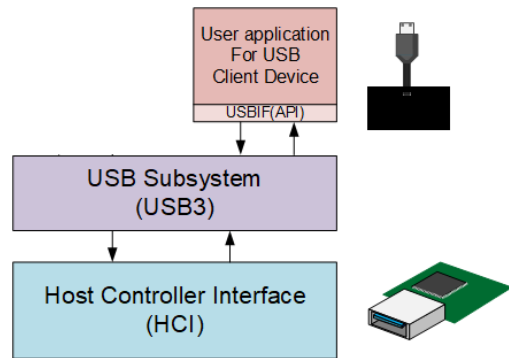 User application
For USB
Client Device
USBIF(API)
USB Subsystem
(USB3)
Host Controller Interface
(HCI)